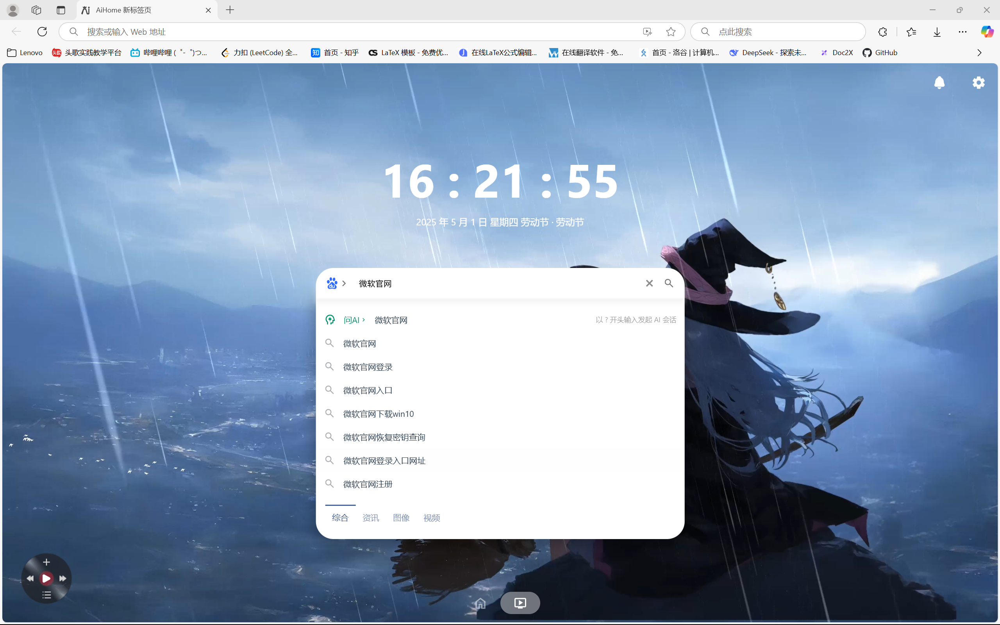 AiHome 新标签页
搜索或输入 Web 地址
点此搜索
Lenovo
头歌 头歌实践教学平台
哔哩哔哩 (゜-゜)つ...
力扣 (LeetCode) 全...
知 首页 - 知乎
CS LaTeX 模板 - 免费优...
J 在线LaTeX公式编辑...
在线翻译软件 - 免...
首页 - 洛谷 | 计算机...
DeepSeek - 探索未...
Doc2X
GitHub
16 : 21 : 55
2025 年 5 月 1 日 星期四 劳动节 · 劳动节
du 微软官网
问AI › 微软官网 以 ? 开头输入发起 AI 会话
微软官网
微软官网登录
微软官网入口
微软官网下载win10
微软官网恢复密钥查询
微软官网登录入口网址
微软官网注册
综合 资讯 图像 视频